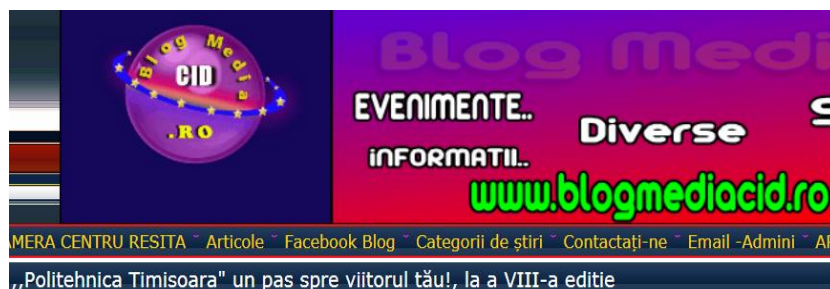 Blog Media
CID
.RO
Blog
EVENIMENTE..
Diverse
iNFORMATII..
www.blogmediacid.ro
CENTRU RESITA ˇ Articole ˇ Facebook Blog ˇ Categorii de știri ˇ Contactați-ne ˇ Email -Admini ˇ
,,Politehnica Timisoara" un pas spre viitorul tău!, la a VIII-a editie